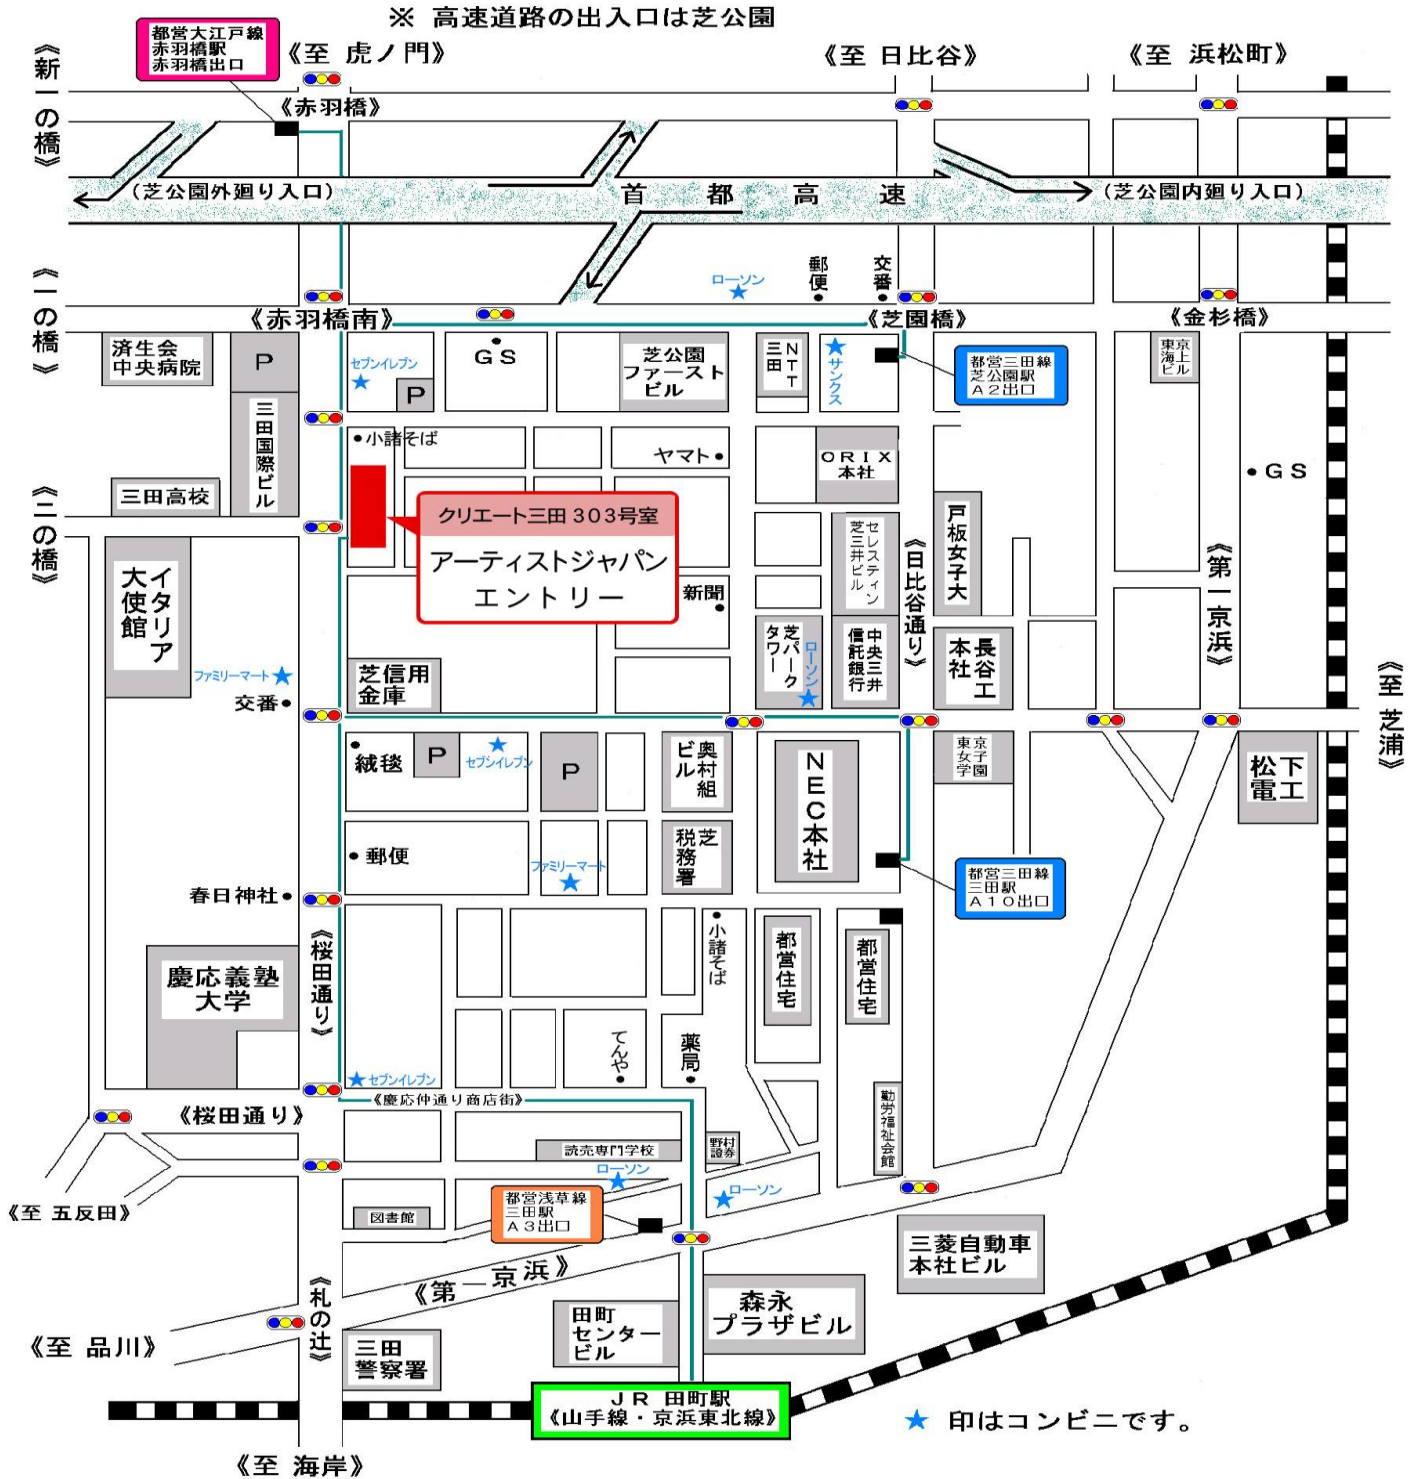 ※ 高速道路の出入口は芝公園
都営大江戸線
赤羽橋駅
赤羽橋出口
《至 虎ノ門》
《至 日比谷》
《至 浜松町》
《新一の橋》
《赤羽橋》
(芝公園外廻り入口)
首都高速
(芝公園内廻り入口)
《一の橋》
ローソン
郵便
交番
《赤羽橋南》
《芝園橋》
《金杉橋》
済生会
中央病院
P
セブンイレブン
P
GS
芝公園
ファースト
ビル
NTT
三田
サンクス
都営三田線
芝公園駅
A2出口
東京
海上
ビル
三田国際ビル
小諸そば
ヤマト
ORIX
本社
GS
《二の橋》
三田高校
クリエート三田 303号室
アーティストジャパン
エントリー
セレスティン
芝三井ビル
戸板女子大
《日比谷通り》
《第一京浜》
イタリア
大使館
新聞
芝パーク
タワー
ローソン
中央三井
信託銀行
長谷工
本社
ファミリーマート
交番
芝信用
金庫
《至 芝浦》
絨毯
P
セブンイレブン
P
奥村組
ビル
NEC本社
東京
女子
学園
松下
電工
郵便
ファミリーマート
芝
税務署
都営三田線
三田駅
A10出口
春日神社
《桜田通り》
小諸そば
都営住宅
都営住宅
慶応義塾
大学
てんや
薬局
セブンイレブン
《慶応仲通り商店街》
勤労福祉会館
《桜田通り》
読売専門学校
野村
證券
ローソン
ローソン
《至 五反田》
図書館
都営浅草線
三田駅
A3出口
三菱自動車
本社ビル
《第一京浜》
《札の辻》
森永
プラザビル
田町
センター
ビル
《至 品川》
三田
警察署
JR 田町駅
《山手線・京浜東北線》
★ 印はコンビニです。
《至 海岸》